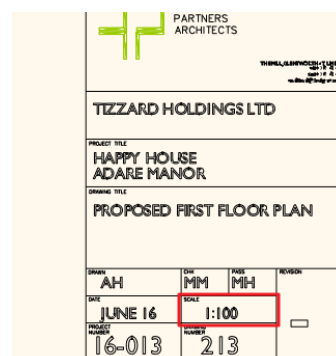 PARTNERS
ARCHITECTS
TIZZARD HOLDINGS LTD
PROJECT TITLE
HAPPY HOUSE
ADARE MANOR
DRAWING TITLE
PROPOSED FIRST FLOOR PLAN
DRAWN CHK PASS REVISION
AH MM MH
DATE SCALE
JUNE 16 1:100
PROJECT NUMBER DRAWING NUMBER
16-013 213